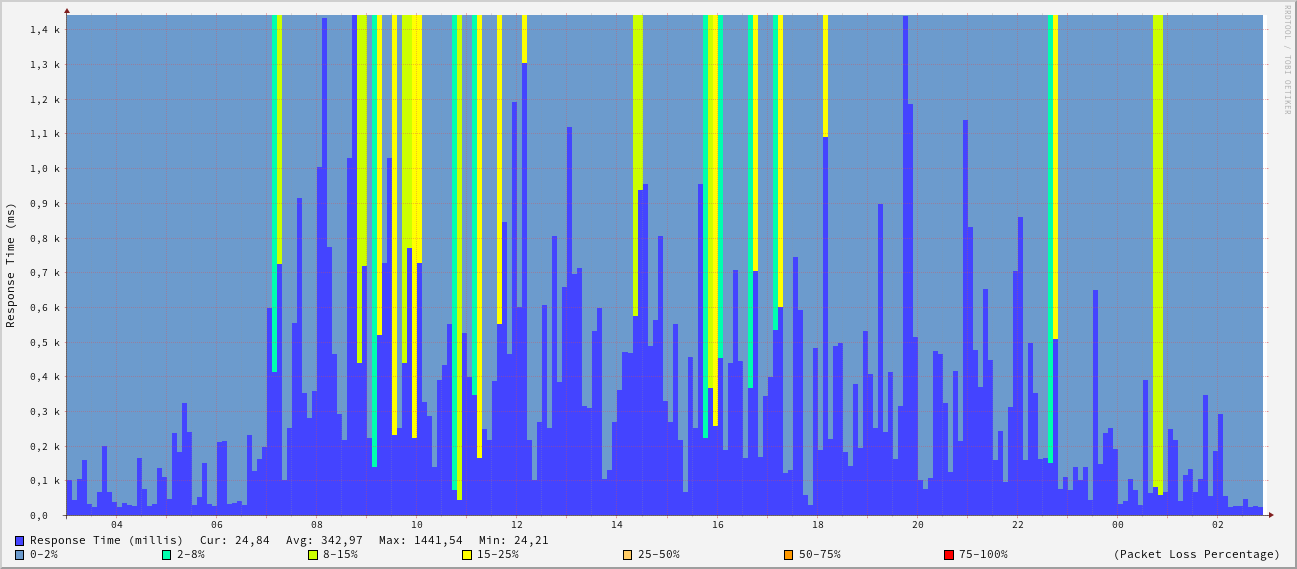 RRDTOOL / TOBI OETIKER
Response Time (ms)
1,4 k
1,3 k
1,2 k
1,1 k
1,0 k
0,9 k
0,8 k
0,7 k
0,6 k
0,5 k
0,4 k
0,3 k
0,2 k
0,1 k
0,0
04 06 08 10 12 14 16 18 20 22 00 02
Response Time (millis) Cur: 24,84 Avg: 342,97 Max: 1441,54 Min: 24,21
0-2% 2-8% 8-15% 15-25% 25-50% 50-75% 75-100% (Packet Loss Percentage)